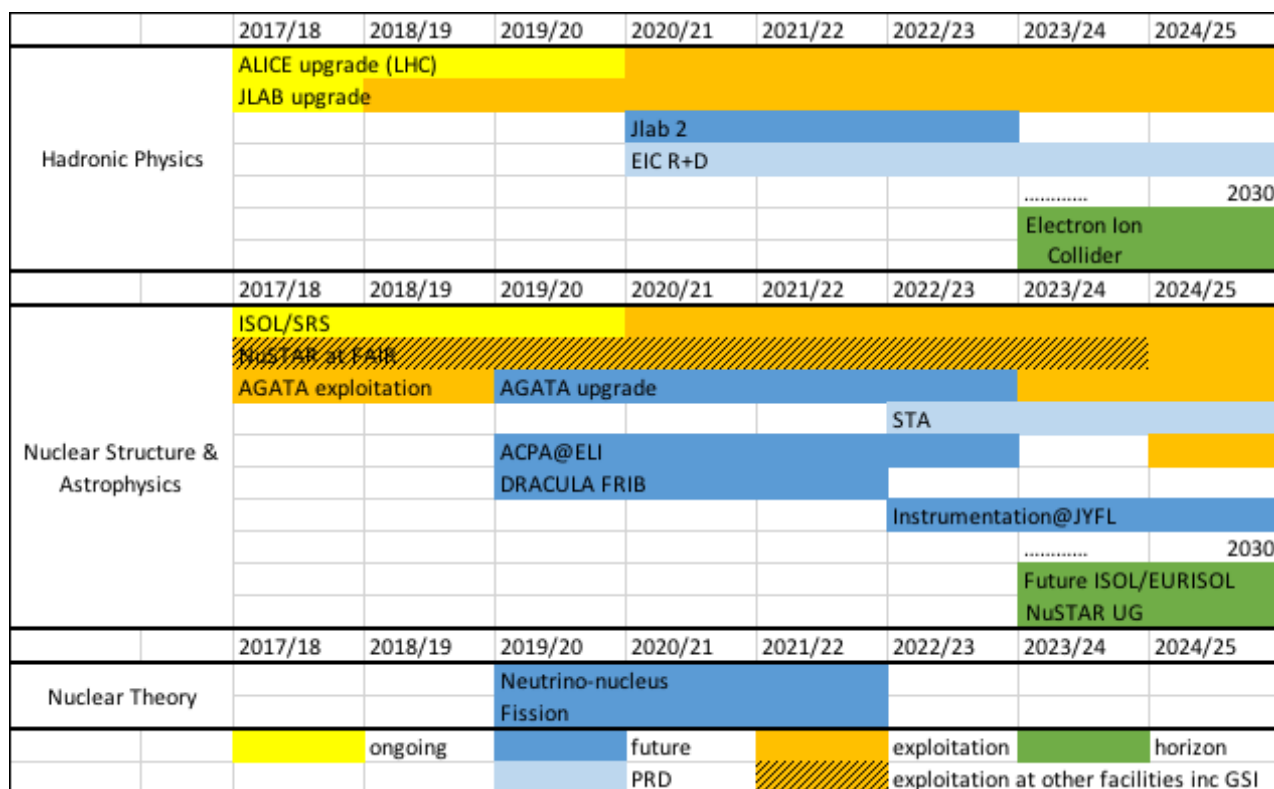 2017/18 2018/19 2019/20 2020/21 2021/22 2022/23 2023/24 2024/25
ALICE upgrade (LHC)
JLAB upgrade
Jlab 2
Hadronic Physics
EIC R+D
............ 2030
Electron Ion
Collider
2017/18 2018/19 2019/20 2020/21 2021/22 2022/23 2023/24 2024/25
ISOL/SRS
NuSTAR at FAIR
AGATA exploitation AGATA upgrade
STA
Nuclear Structure &
Astrophysics
ACPA@ELI
DRACULA FRIB
Instrumentation@JYFL
............ 2030
Future ISOL/EURISOL
NuSTAR UG
2017/18 2018/19 2019/20 2020/21 2021/22 2022/23 2023/24 2024/25
Nuclear Theory
Neutrino-nucleus
Fission
ongoing future exploitation horizon
PRD exploitation at other facilities inc GSI